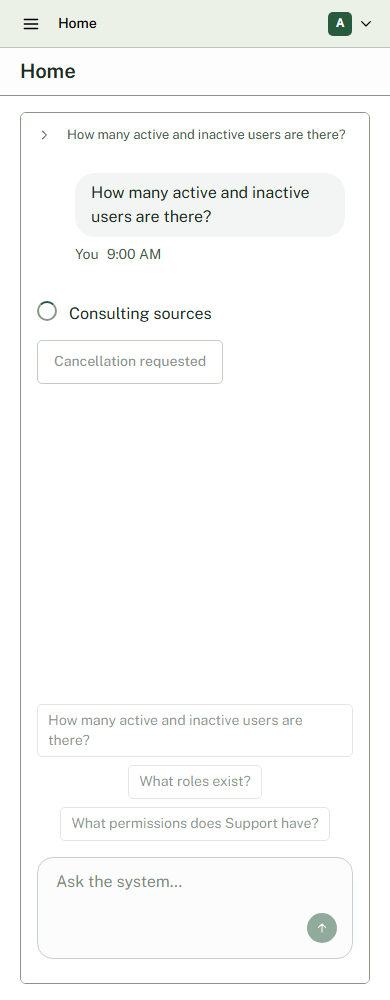 Home
A
Home
How many active and inactive users are there?
How many active and inactive
users are there?
You 9:00 AM
Consulting sources
Cancellation requested
How many active and inactive users are
there?
What roles exist?
What permissions does Support have?
Ask the system...